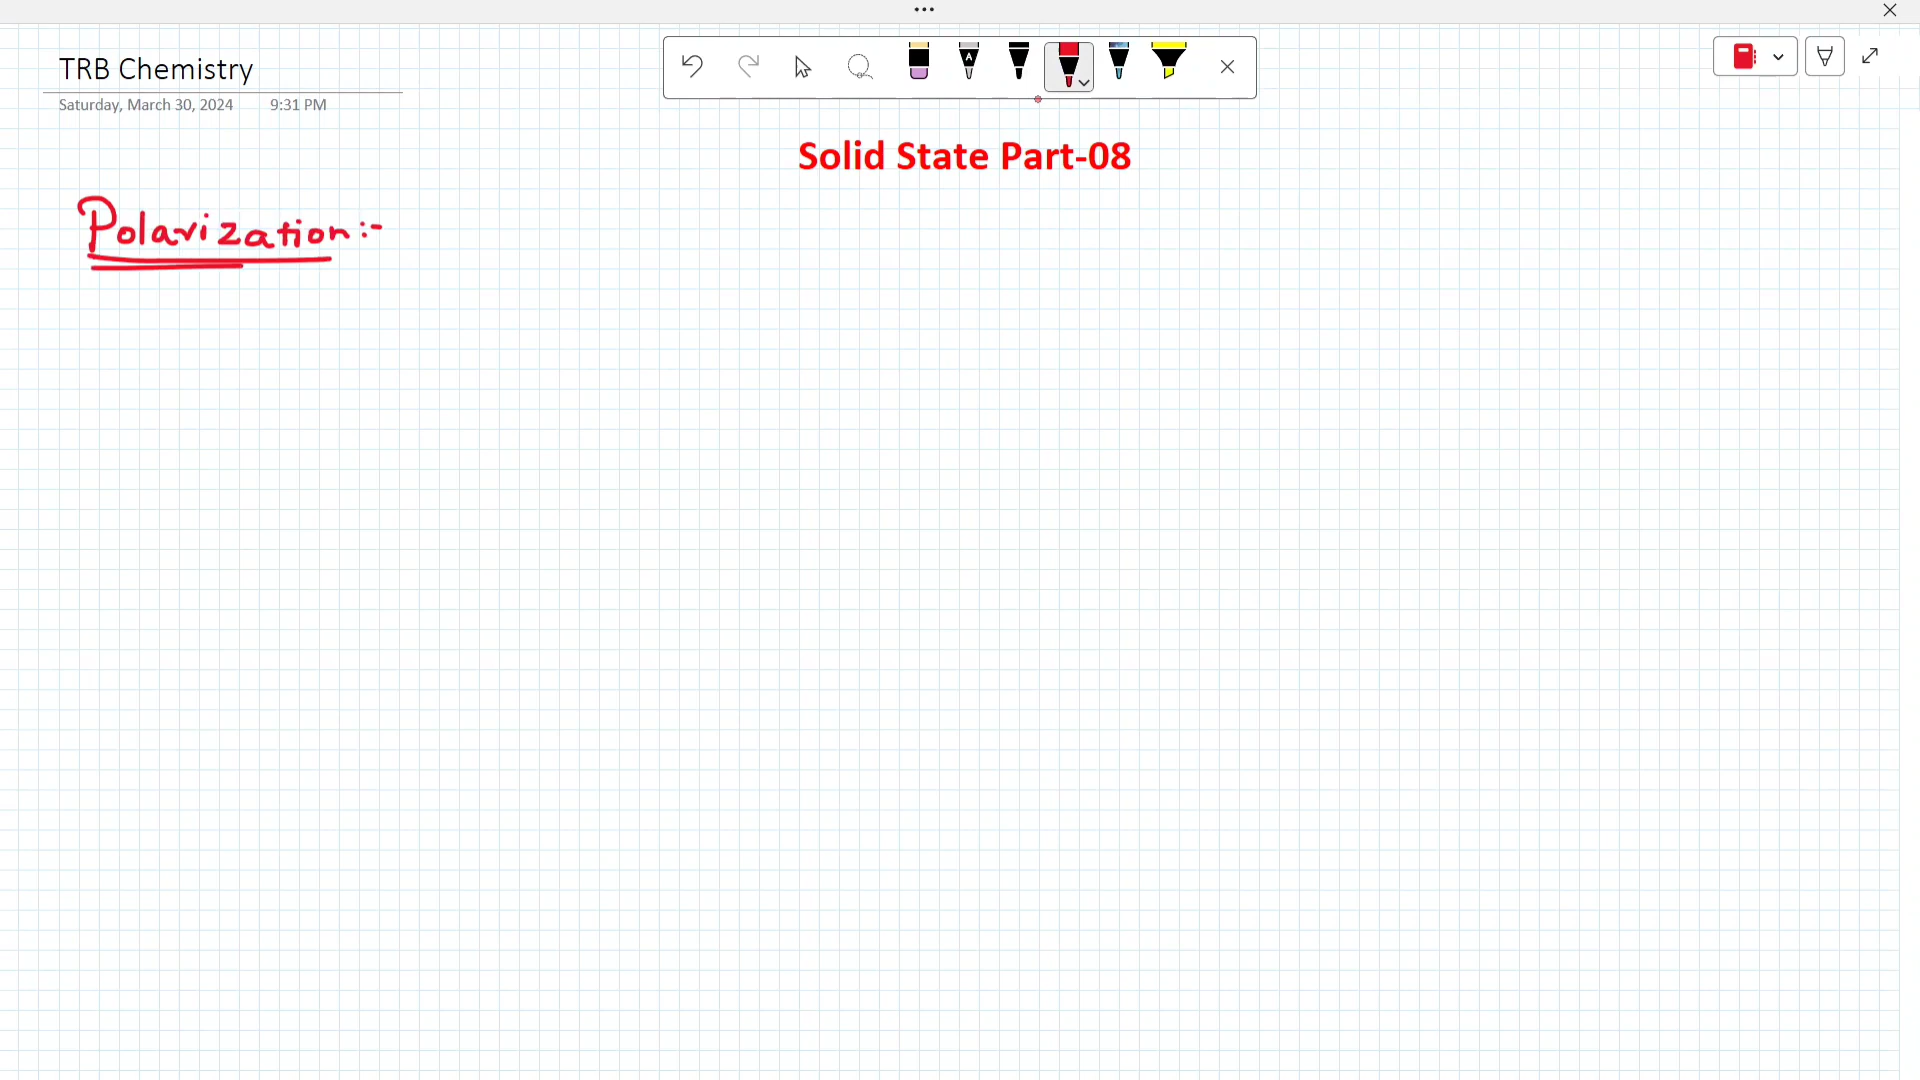 TRB Chemistry
Saturday, March 30, 2024 9:31 PM
Solid State Part-08
Polarization:-